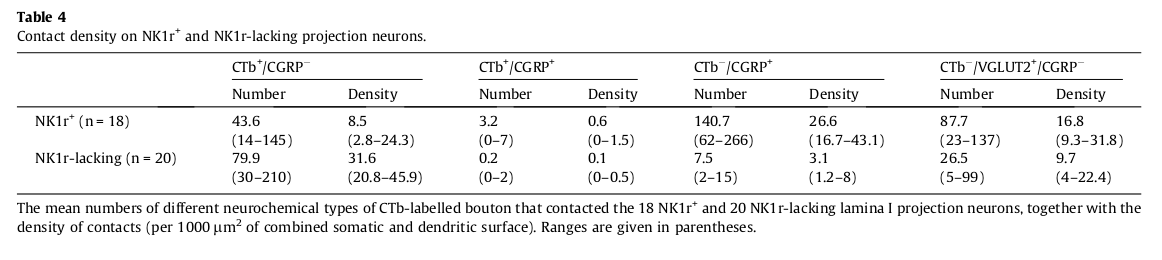 Table 4
Contact density on NK1r⁺ and NK1r-lacking projection neurons.
CTb⁺/CGRP⁻ CTb⁺/CGRP⁺ CTb⁻/CGRP⁺ CTb⁻/VGLUT2⁺/CGRP⁻
Number Density Number Density Number Density Number Density
NK1r⁺ (n = 18) 43.6 8.5 3.2 0.6 140.7 26.6 87.7 16.8
(14–145) (2.8–24.3) (0–7) (0–1.5) (62–266) (16.7–43.1) (23–137) (9.3–31.8)
NK1r-lacking (n = 20) 79.9 31.6 0.2 0.1 7.5 3.1 26.5 9.7
(30–210) (20.8–45.9) (0–2) (0–0.5) (2–15) (1.2–8) (5–99) (4–22.4)
The mean numbers of different neurochemical types of CTb-labelled bouton that contacted the 18 NK1r⁺ and 20 NK1r-lacking lamina I projection neurons, together with the
density of contacts (per 1000 μm² of combined somatic and dendritic surface). Ranges are given in parentheses.